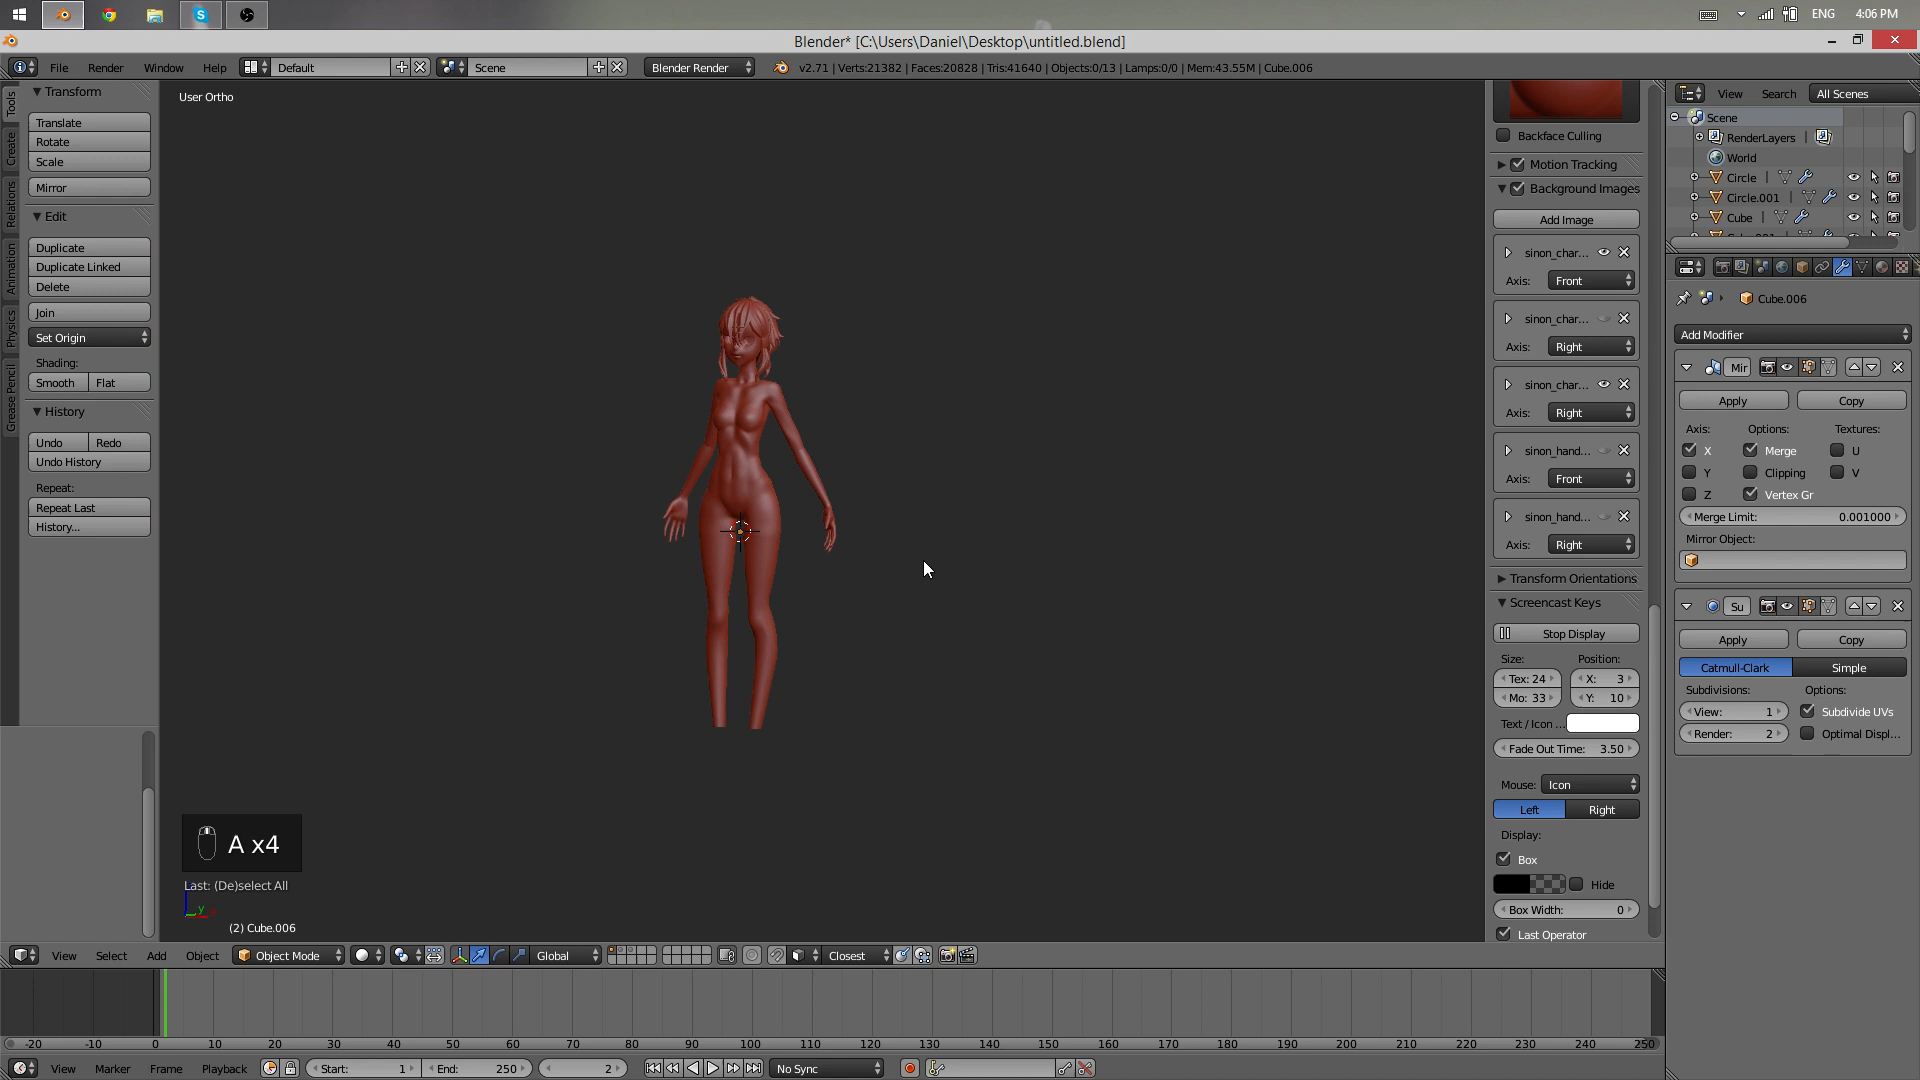 ENG
4:06 PM
Blender* [C:\Users\Daniel\Desktop\untitled.blend]
File Render Window Help Default Scene Blender Render v2.71 | Verts:21382 | Faces:20828 | Tris:41640 | Objects:0/13 | Lamps:0/0 | Mem:43.55M | Cube.006
Tools
Create
Relations
Animation
Physics
Grease Pencil
Transform
Translate
Rotate
Scale
Mirror
Edit
Duplicate
Duplicate Linked
Delete
Join
Set Origin
Shading:
Smooth Flat
History
Undo Redo
Undo History
Repeat:
Repeat Last
History...
User Ortho
A x4
Last: (De)select All
y
(2) Cube.006
Backface Culling
Motion Tracking
Background Images
Add Image
sinon_char...
Axis: Front
sinon_char...
Axis: Right
sinon_char...
Axis: Right
sinon_hand...
Axis: Front
sinon_hand...
Axis: Right
Transform Orientations
Screencast Keys
Stop Display
Size: Position:
Tex: 24 X: 3
Mo: 33 Y: 10
Text / Icon ...
Fade Out Time: 3.50
Mouse: Icon
Left Right
Display:
Box
Hide
Box Width: 0
Last Operator
View Search All Scenes
Scene
RenderLayers
World
Circle
Circle.001
Cube
Cube.006
Add Modifier
Mir
Apply Copy
Axis: Options: Textures:
X Merge U
Y Clipping V
Z Vertex Gr
Merge Limit: 0.001000
Mirror Object:
Su
Apply Copy
Catmull-Clark Simple
Subdivisions: Options:
View: 1 Subdivide UVs
Render: 2 Optimal Displ...
View Select Add Object Object Mode Global Closest
-20 -10 0 10 20 30 40 50 60 70 80 90 100 110 120 130 140 150 160 170 180 190 200 210 220 230 240 250
View Marker Frame Playback Start: 1 End: 250 2 No Sync